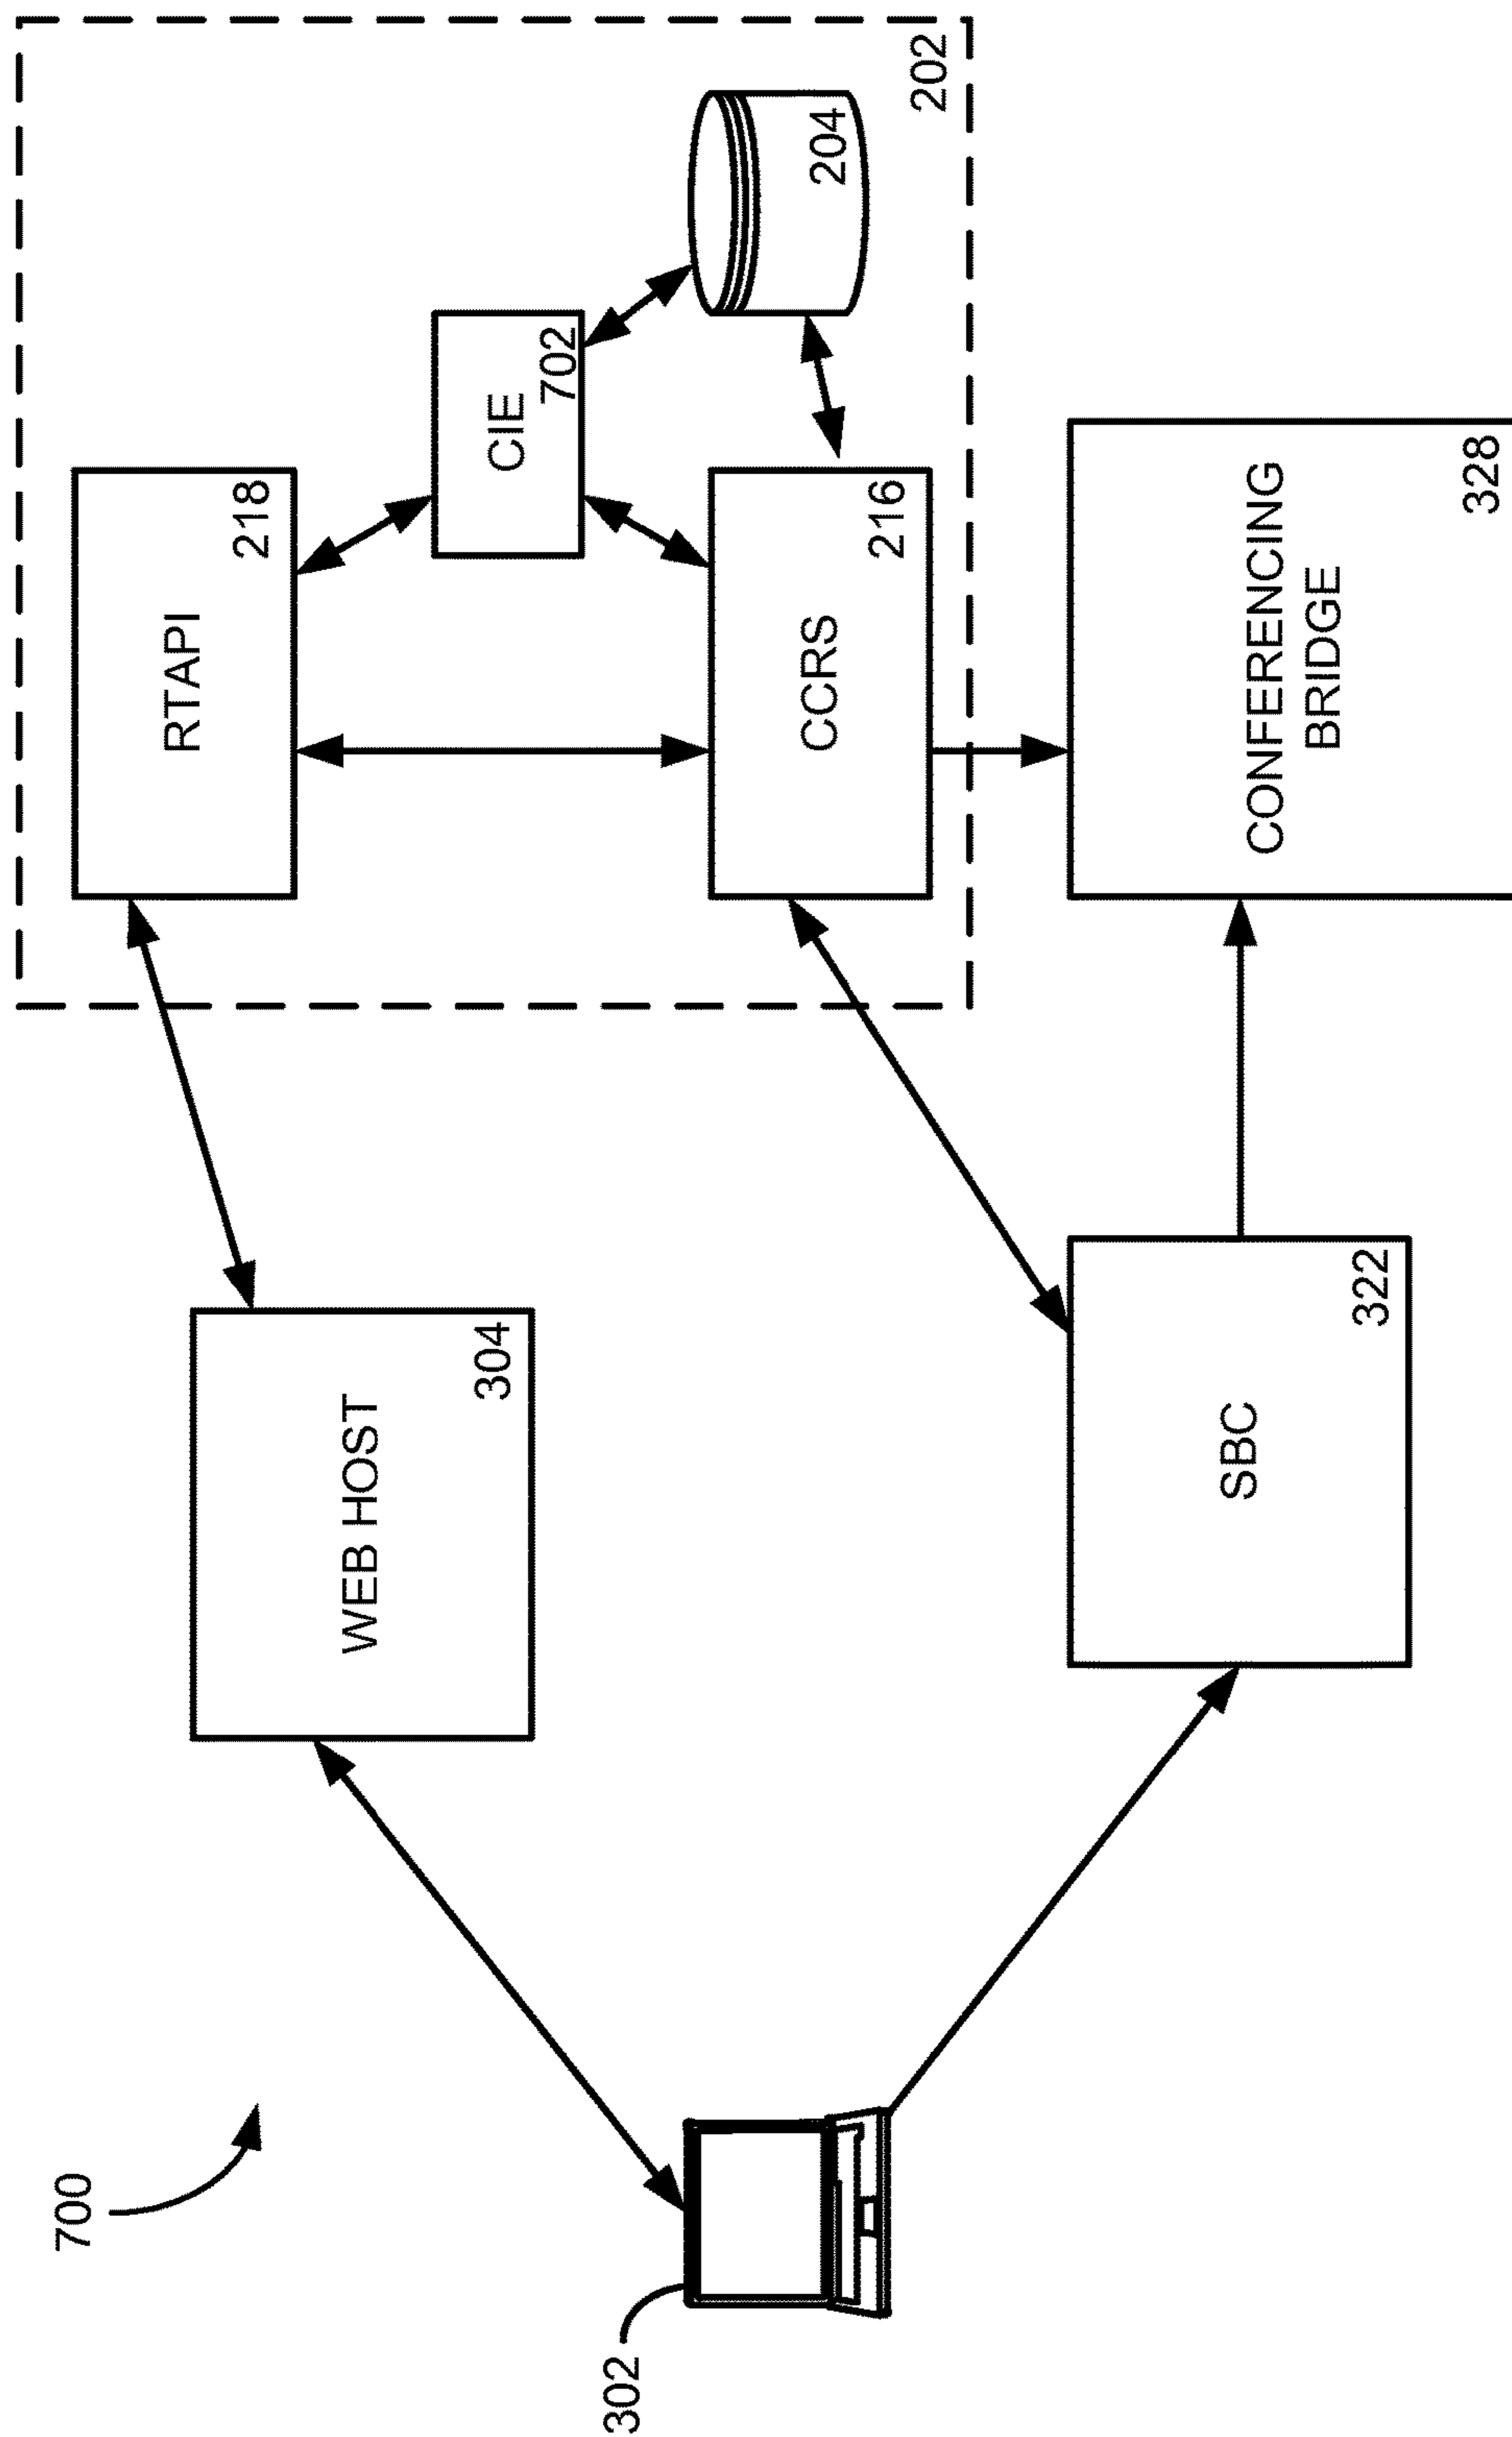 700
302
WEB HOST
304
SBC
322
RTAPI
218
CIE
702
204
CCRS
216
202
CONFERENCING
BRIDGE
328